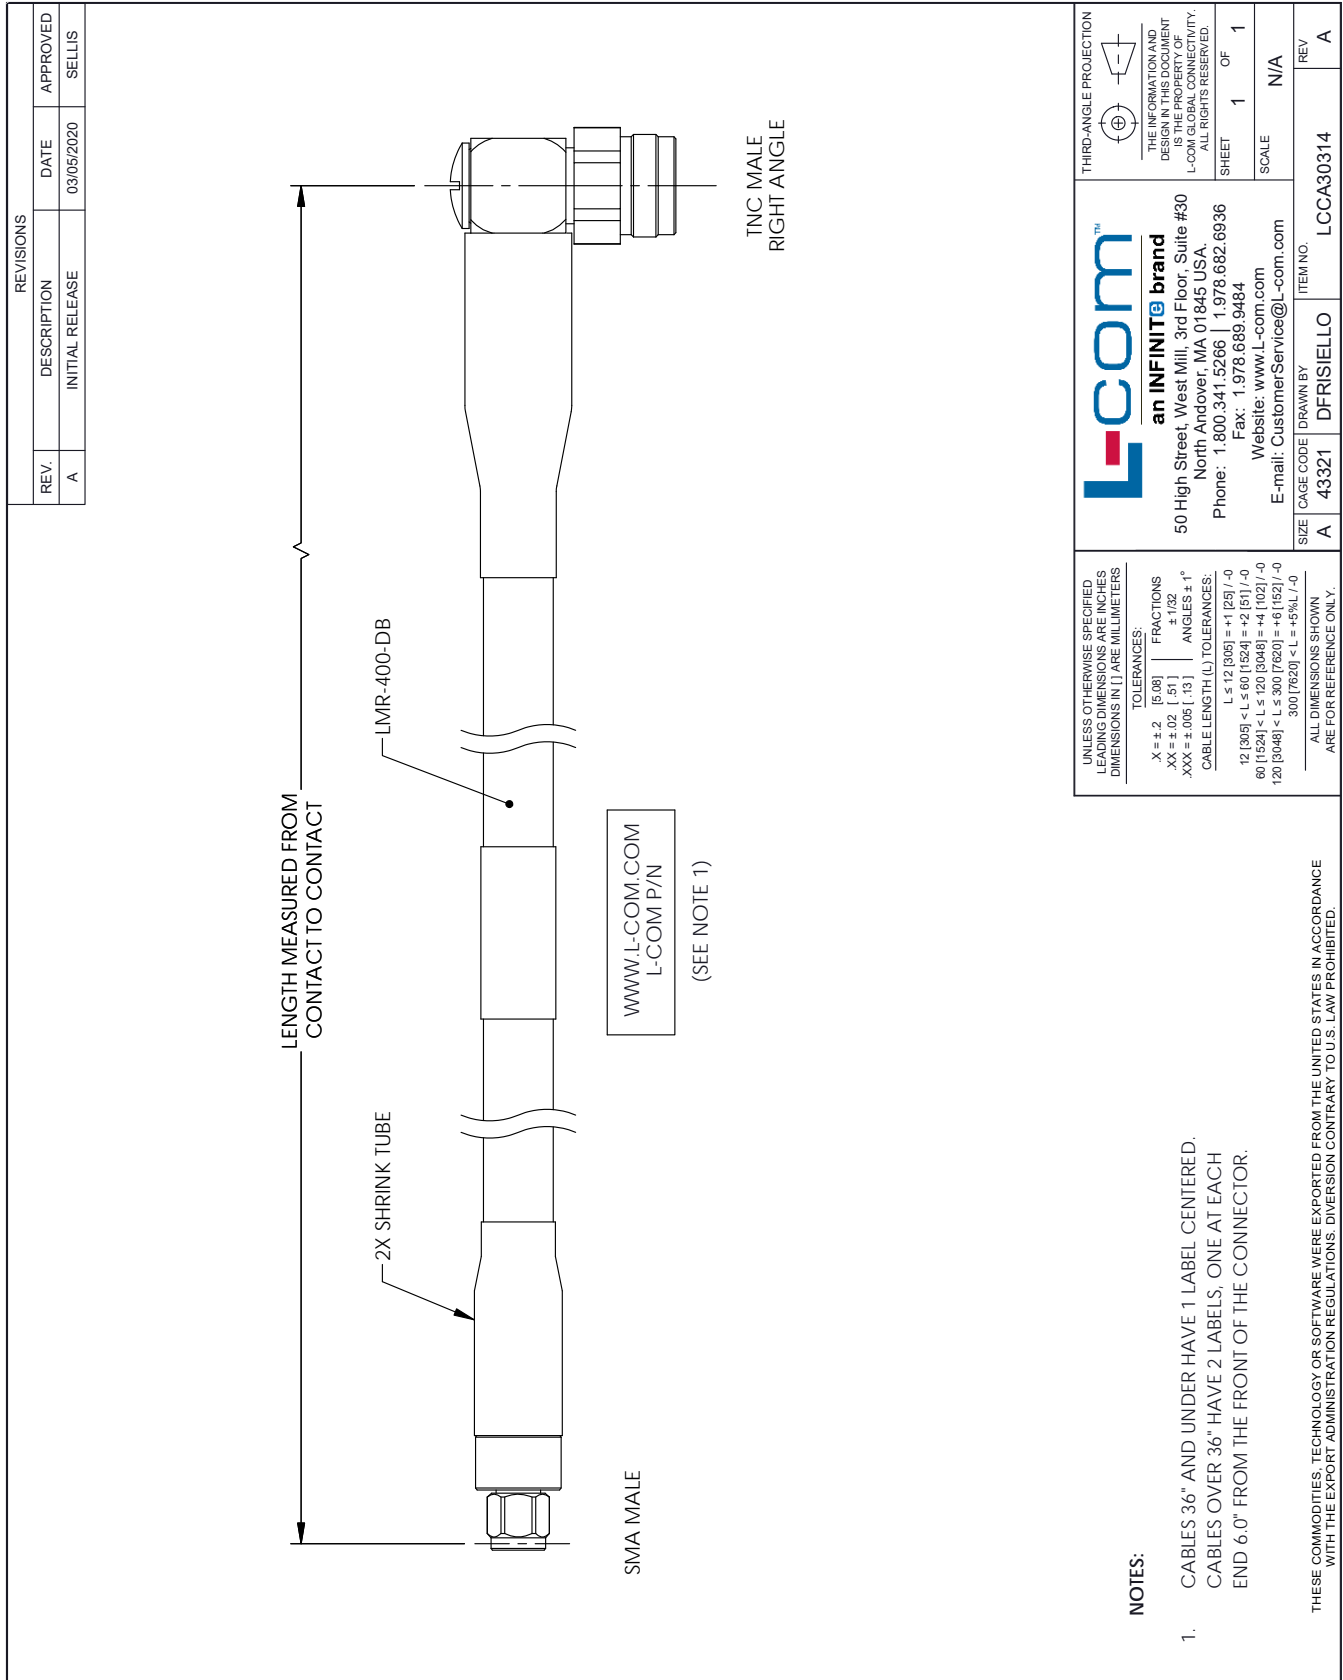 REVISIONS
REV. DESCRIPTION DATE APPROVED
A INITIAL RELEASE 03/05/2020 SELLIS
LENGTH MEASURED FROM
CONTACT TO CONTACT
2X SHRINK TUBE
LMR-400-DB
SMA MALE
WWW.L-COM.COM
L-COM P/N
(SEE NOTE 1)
TNC MALE
RIGHT ANGLE
NOTES:
1. CABLES 36" AND UNDER HAVE 1 LABEL CENTERED.
CABLES OVER 36" HAVE 2 LABELS, ONE AT EACH
END 6.0" FROM THE FRONT OF THE CONNECTOR.
THESE COMMODITIES, TECHNOLOGY OR SOFTWARE WERE EXPORTED FROM THE UNITED STATES IN ACCORDANCE
WITH THE EXPORT ADMINISTRATION REGULATIONS. DIVERSION CONTRARY TO U.S. LAW PROHIBITED.
UNLESS OTHERWISE SPECIFIED
LEADING DIMENSIONS ARE INCHES
DIMENSIONS IN [ ] ARE MILLIMETERS
TOLERANCES:
.X = ±.2 [5.08] FRACTIONS
.XX = ±.02 [.51] ± 1/32
.XXX = ±.005 [.13] ANGLES ± 1°
CABLE LENGTH (L) TOLERANCES:
L ≤ 12 [305] = +1 [25] / -0
12 [305] < L ≤ 60 [1524] = +2 [51] / -0
60 [1524] < L ≤ 120 [3048] = +4 [102] / -0
120 [3048] < L ≤ 300 [7620] = +6 [152] / -0
300 [7620] < L = +5%L / -0
ALL DIMENSIONS SHOWN
ARE FOR REFERENCE ONLY.
L-com™
an INFINITe brand
50 High Street, West Mill, 3rd Floor, Suite #30
North Andover, MA 01845 USA.
Phone: 1.800.341.5266 | 1.978.682.6936
Fax: 1.978.689.9484
Website: www.L-com.com
E-mail: CustomerService@L-com.com
THIRD-ANGLE PROJECTION
THE INFORMATION AND
DESIGN IN THIS DOCUMENT
IS THE PROPERTY OF
L-COM GLOBAL CONNECTIVITY.
ALL RIGHTS RESERVED.
SHEET 1 OF 1
SCALE N/A
SIZE A
CAGE CODE 43321
DRAWN BY DFRISIELLO
ITEM NO. LCCA30314
REV A